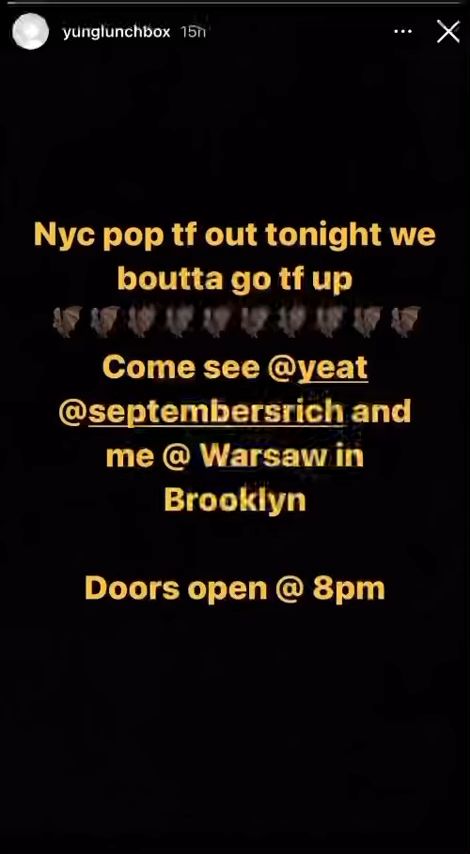 yunglunchbox 15h
Nyc pop tf out tonight we
boutta go tf up
🦇🦇🦇🦇🦇🦇🦇🦇🦇🦇
Come see @yeat
@septembersrich and
me @ Warsaw in
Brooklyn
Doors open @ 8pm